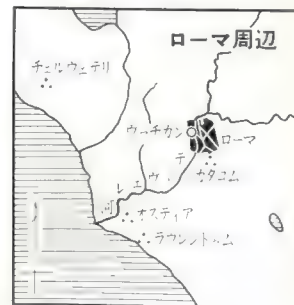 ローマ周辺
チェルヴェテリ
ヴァチカン
ローマ
カタコム
テヴェレ河
オスティア
ラウレントゥム